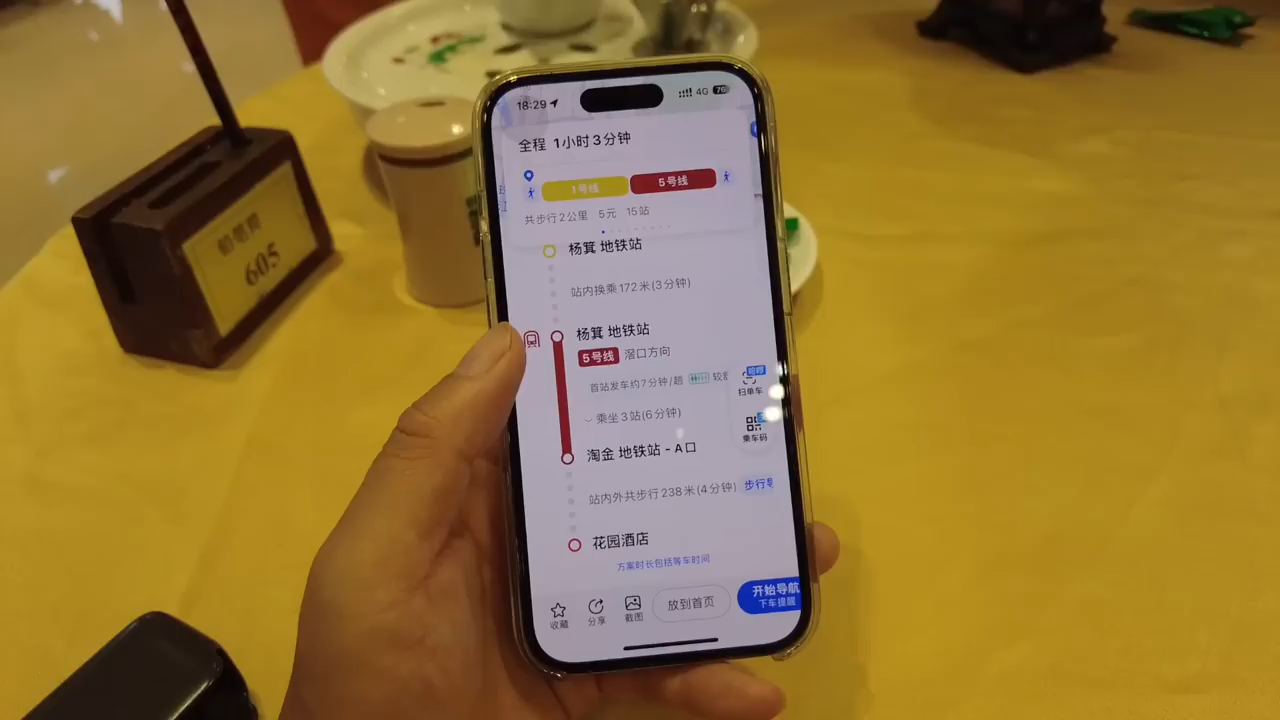 18:29
4G 76
全程 1小时3分钟
1号线 5号线
共步行2公里 5元 15站
杨箕 地铁站
站内换乘172米(3分钟)
杨箕 地铁站
5号线 滘口方向
首站发车约7分钟/趟 较
扫单车
乘坐3站(6分钟)
乘车码
淘金 地铁站 - A口
站内外共步行238米(4分钟) 步行导
花园酒店
方案时长包括等车时间
收藏
分享
截图
放到首页
开始导航
下车提醒
605